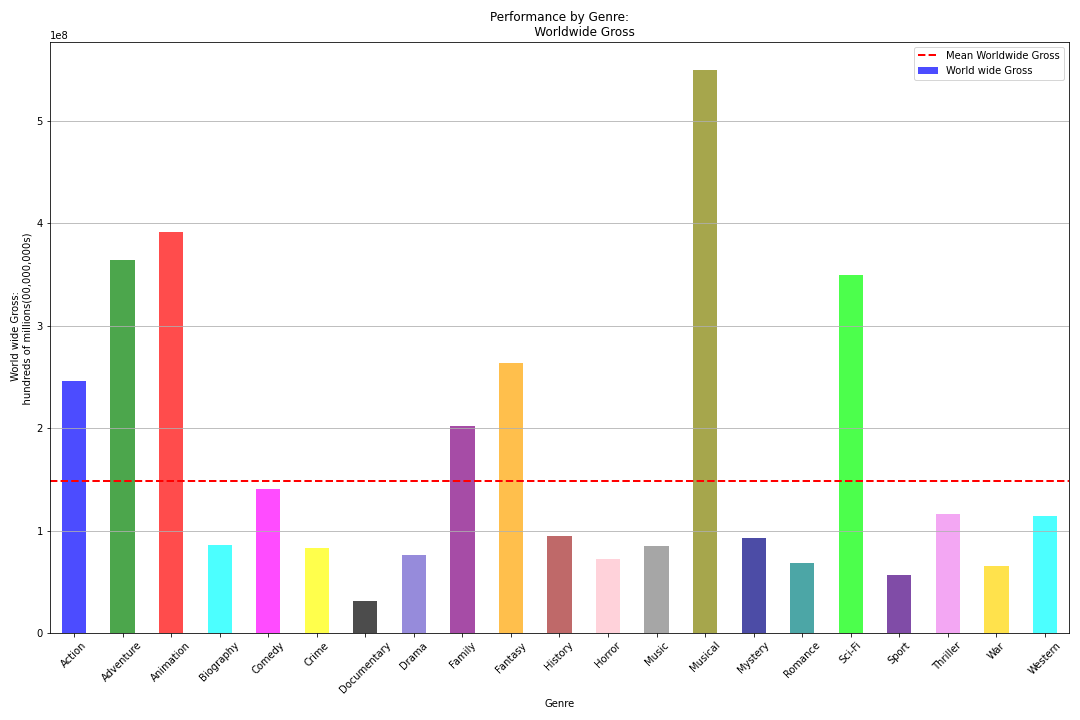 Performance by Genre:
Worldwide Gross
1e8
Mean Worldwide Gross
World wide Gross
World wide Gross:
hundreds of millions(00,000,000s)
5
4
3
2
1
0
Action
Adventure
Animation
Biography
Comedy
Crime
Documentary
Drama
Family
Fantasy
History
Horror
Music
Musical
Mystery
Romance
Sci-Fi
Sport
Thriller
War
Western
Genre